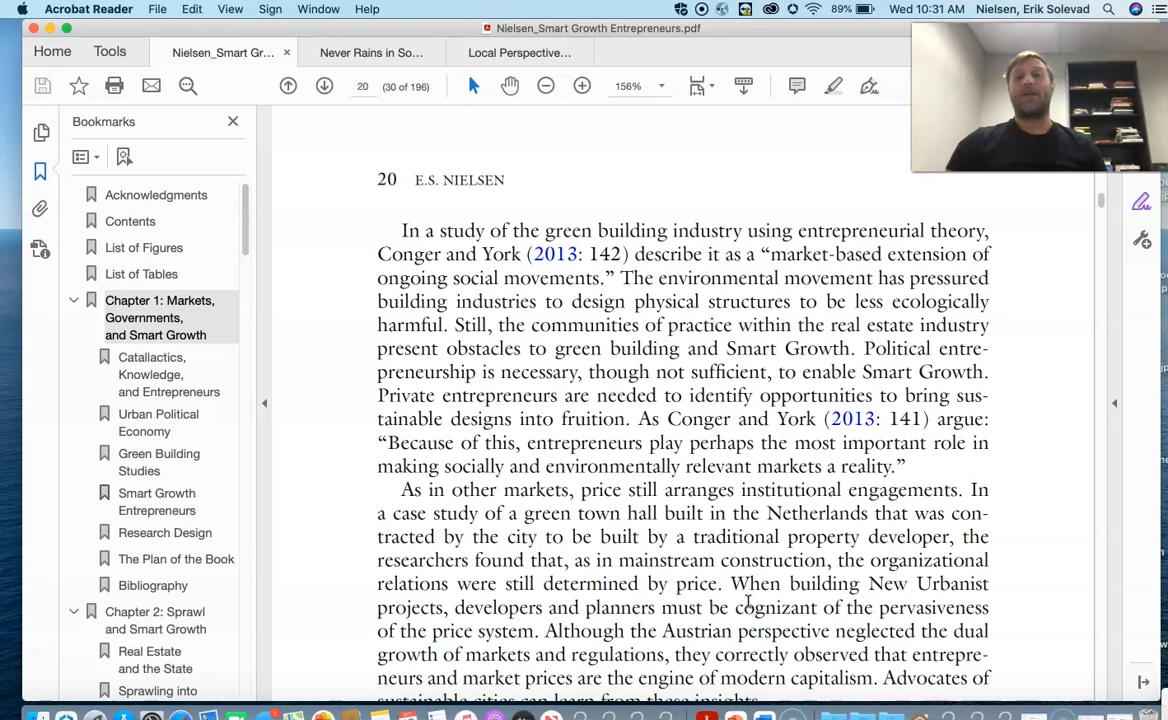 Acrobat Reader File Edit View Sign Window Help 89% Wed 10:31 AM Nielsen, Erik Solevad
Nielsen_Smart Growth Entrepreneurs.pdf
Home Tools Nielsen_Smart Gr... × Never Rains in So... Local Perspective...
20 (30 of 196) 156%
Bookmarks
Acknowledgments
Contents
List of Figures
List of Tables
Chapter 1: Markets,
Governments,
and Smart Growth
Catallactics,
Knowledge,
and Entrepreneurs
Urban Political
Economy
Green Building
Studies
Smart Growth
Entrepreneurs
Research Design
The Plan of the Book
Bibliography
Chapter 2: Sprawl
and Smart Growth
Real Estate
and the State
Sprawling into
20 E.S. NIELSEN
In a study of the green building industry using entrepreneurial theory,
Conger and York (2013: 142) describe it as a “market-based extension of
ongoing social movements.” The environmental movement has pressured
building industries to design physical structures to be less ecologically
harmful. Still, the communities of practice within the real estate industry
present obstacles to green building and Smart Growth. Political entre-
preneurship is necessary, though not sufficient, to enable Smart Growth.
Private entrepreneurs are needed to identify opportunities to bring sus-
tainable designs into fruition. As Conger and York (2013: 141) argue:
“Because of this, entrepreneurs play perhaps the most important role in
making socially and environmentally relevant markets a reality.”
As in other markets, price still arranges institutional engagements. In
a case study of a green town hall built in the Netherlands that was con-
tracted by the city to be built by a traditional property developer, the
researchers found that, as in mainstream construction, the organizational
relations were still determined by price. When building New Urbanist
projects, developers and planners must be cognizant of the pervasiveness
of the price system. Although the Austrian perspective neglected the dual
growth of markets and regulations, they correctly observed that entrepre-
neurs and market prices are the engine of modern capitalism. Advocates of
sustainable cities can learn from these insights.